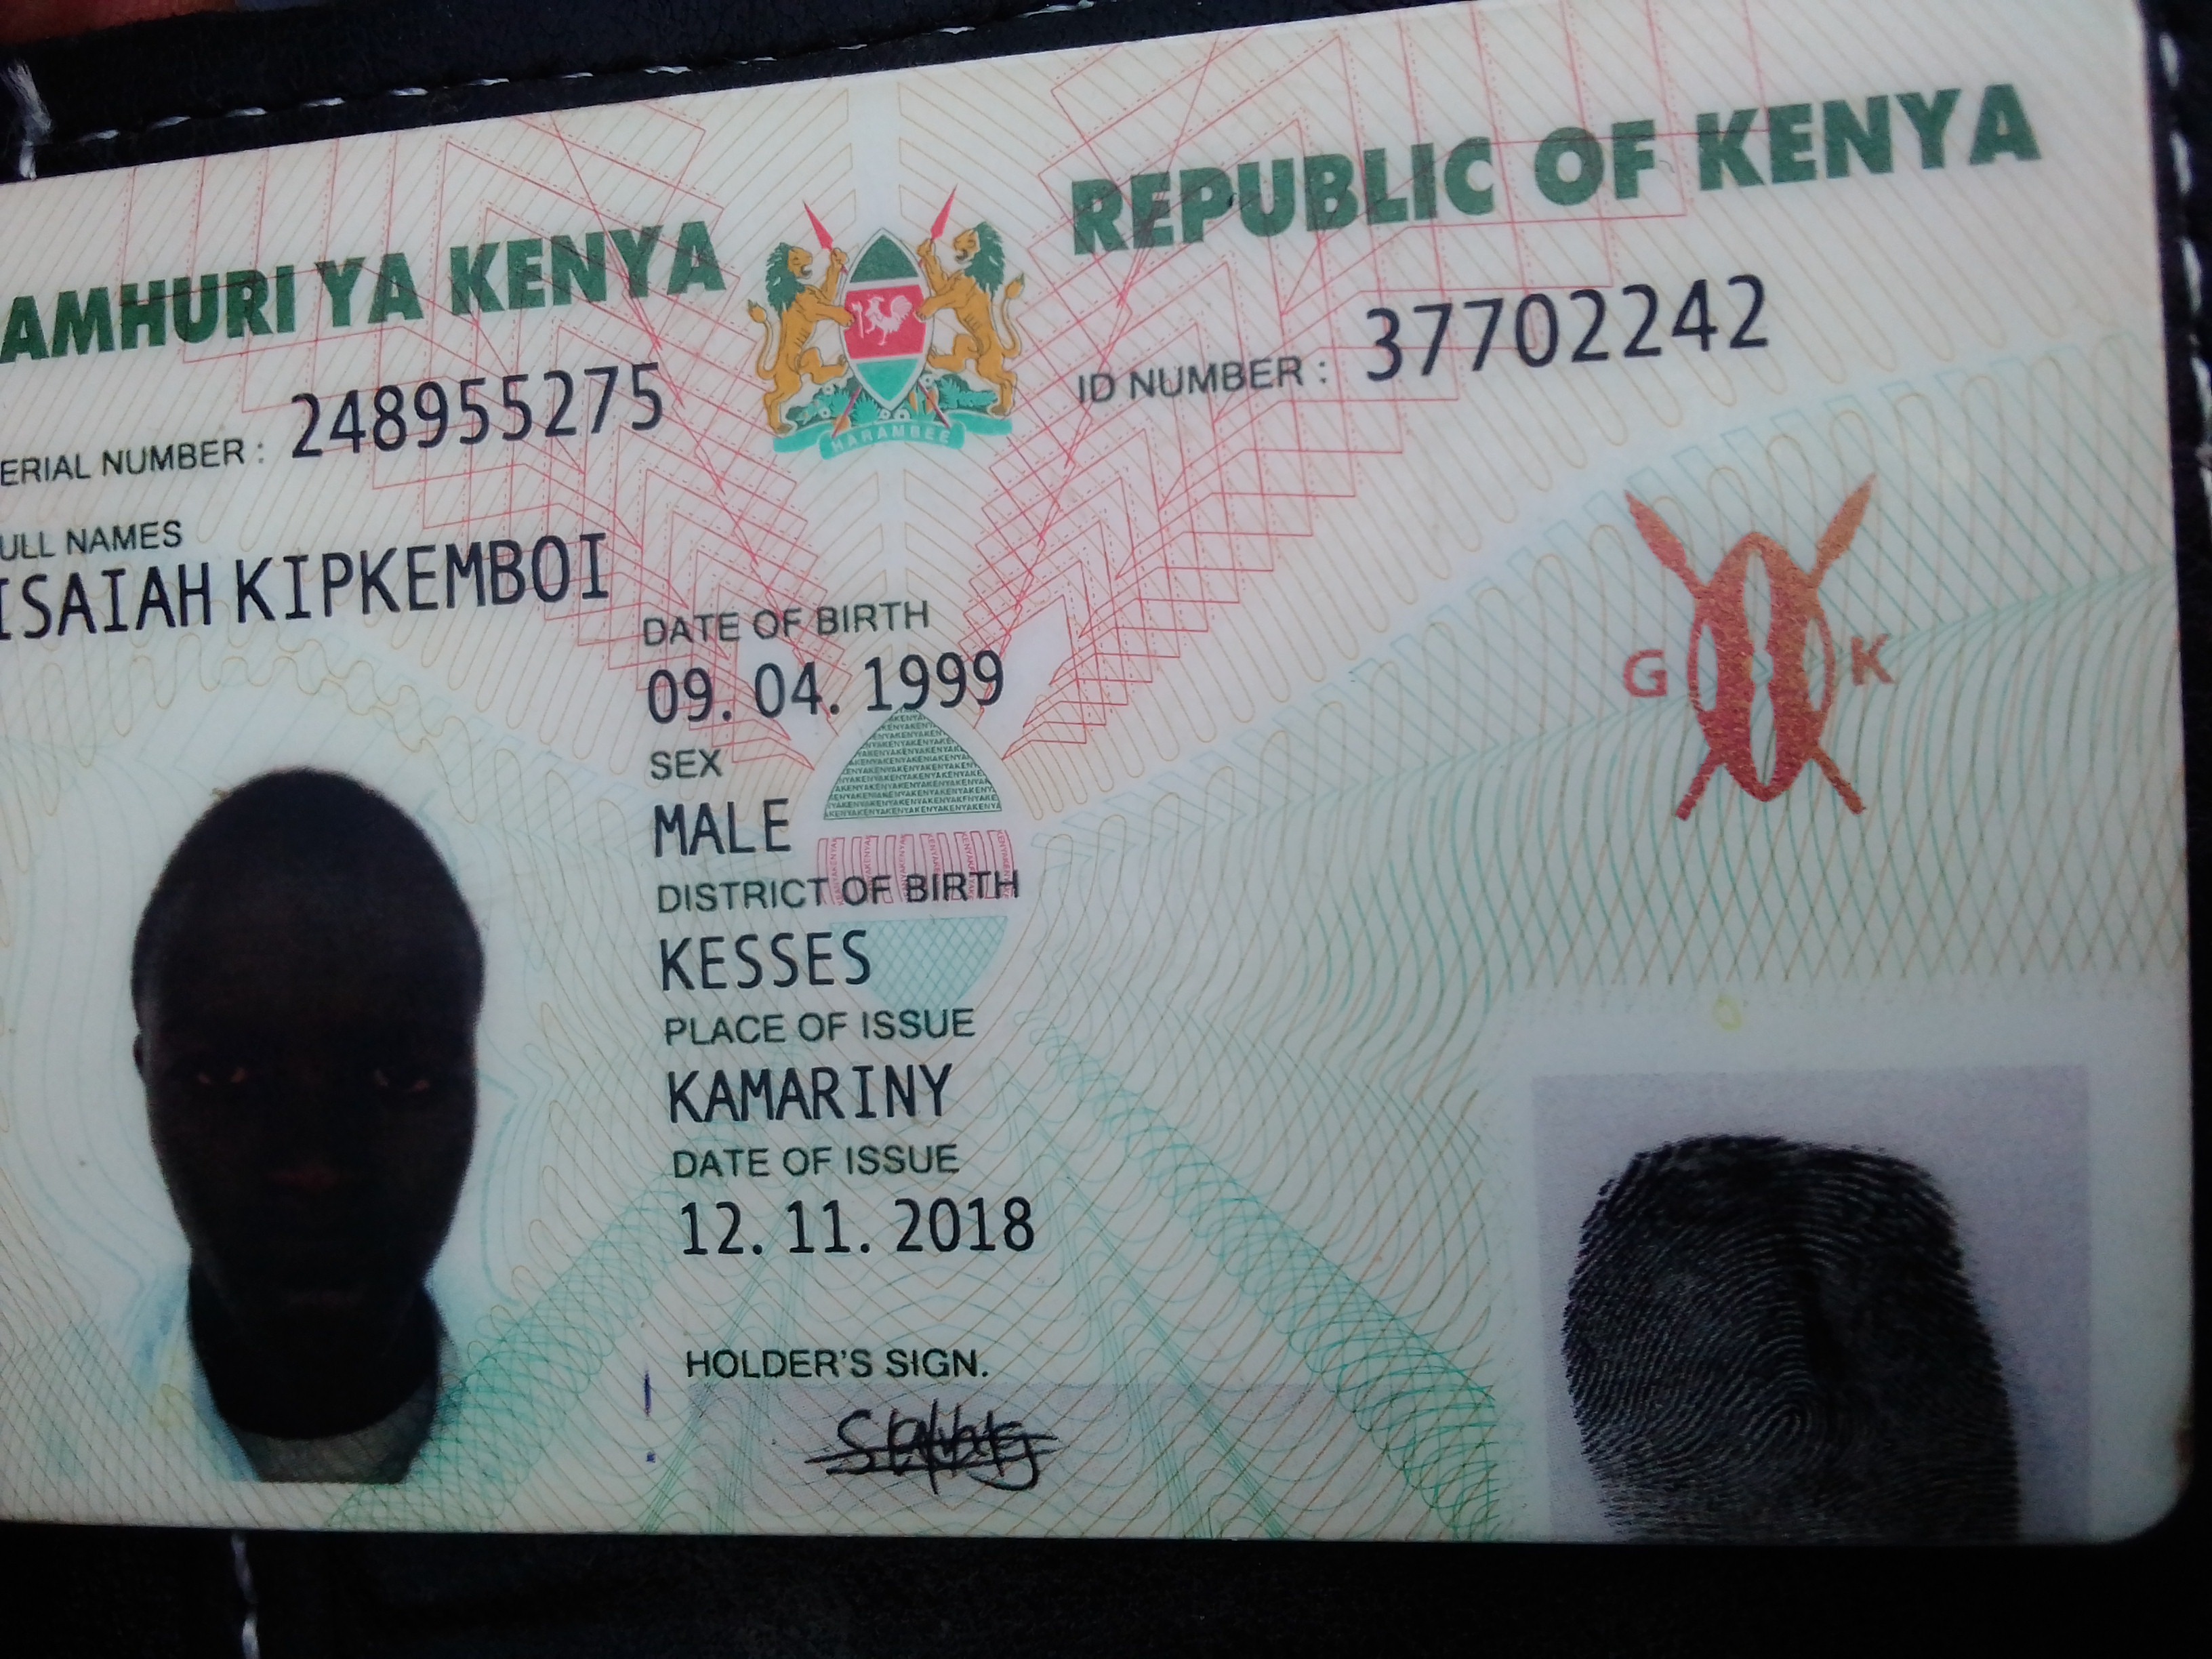 AMHURI YA KENYA
REPUBLIC OF KENYA
ERIAL NUMBER : 248955275
ID NUMBER : 37702242
HARAMBEE
ULL NAMES
ISAIAH KIPKEMBOI
DATE OF BIRTH
09. 04. 1999
G K
SEX
MALE
DISTRICT OF BIRTH
KESSES
PLACE OF ISSUE
KAMARINY
DATE OF ISSUE
12. 11. 2018
HOLDER'S SIGN.